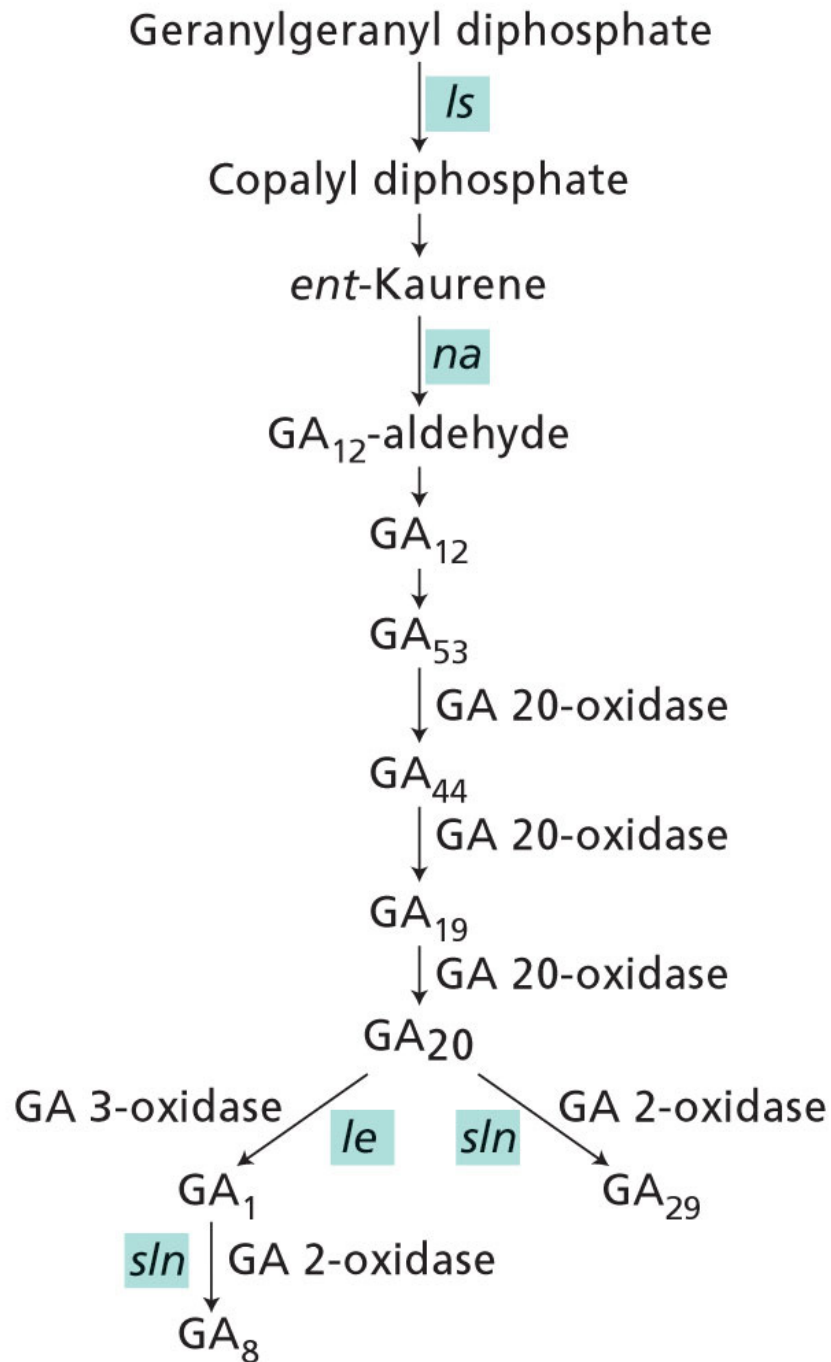 Geranylgeranyl diphosphate
ls
Copalyl diphosphate
ent-Kaurene
na
GA12-aldehyde
GA12
GA53
GA 20-oxidase
GA44
GA 20-oxidase
GA19
GA 20-oxidase
GA20
GA 3-oxidase
le
sln
GA 2-oxidase
GA1
GA29
sln
GA 2-oxidase
GA8